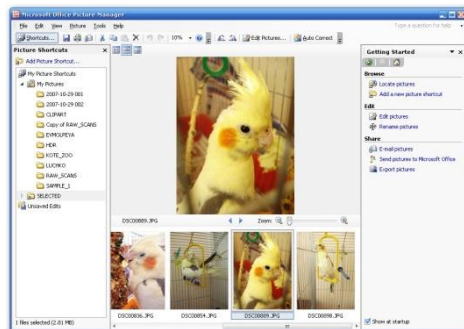 Microsoft Office Picture Manager
File Edit View Picture Tools Help
Type a question for help
Shortcuts... 10% Edit Pictures... Auto Correct
Picture Shortcuts
Add Picture Shortcut...
My Picture Shortcuts
My Pictures
2007-10-29 001
2007-10-29 002
CLIPART
Copy of RAW_SCANS
EVMOLPEYA
HDR
KOTE_ZOO
LUCHKO
RAW_SCANS
SAMPLE_1
SELECTED
Unsaved Edits
1 files selected (2.81 MB)
DSC00889.JPG
Zoom:
DSC00836.JPG
DSC00854.JPG
DSC00889.JPG
DSC00898.JPG
Getting Started
Browse
Locate pictures
Add a new picture shortcut
Edit
Edit pictures
Rename pictures
Share
E-mail pictures
Send pictures to Microsoft Office
Export pictures
Show at startup